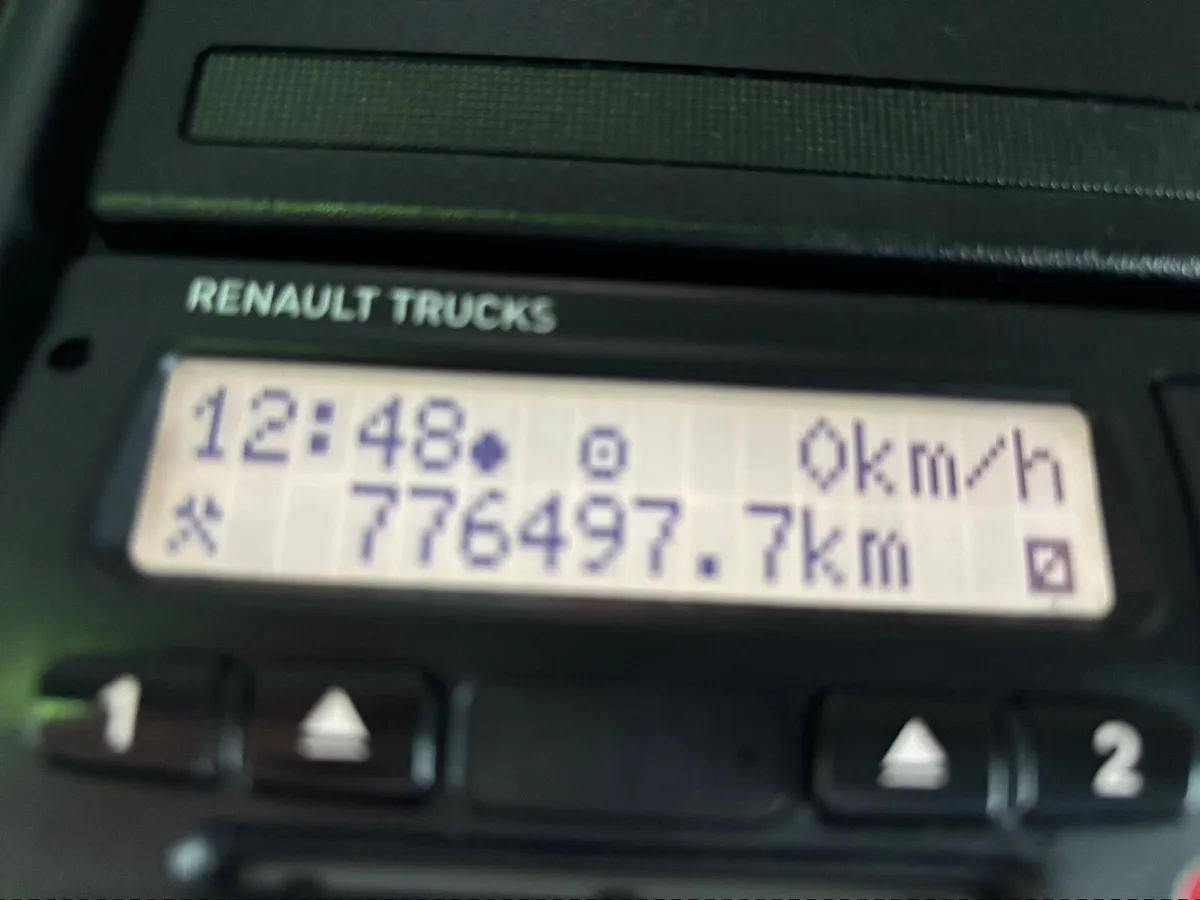 RENAULT TRUCKS
12:48 0km/h
776497.7km
1 2